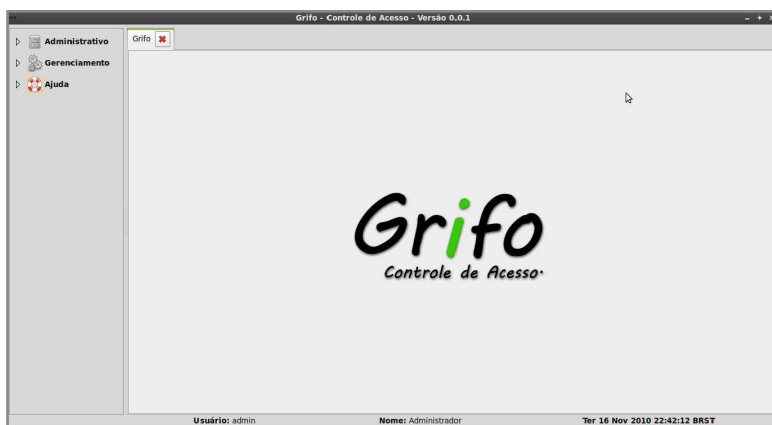 Grifo - Controle de Acesso - Versão 0.0.1
Administrativo
Gerenciamento
Ajuda
Grifo
Grifo
Controle de Acesso.
Usuário: admin Nome: Administrador Ter 16 Nov 2010 22:42:12 BRST